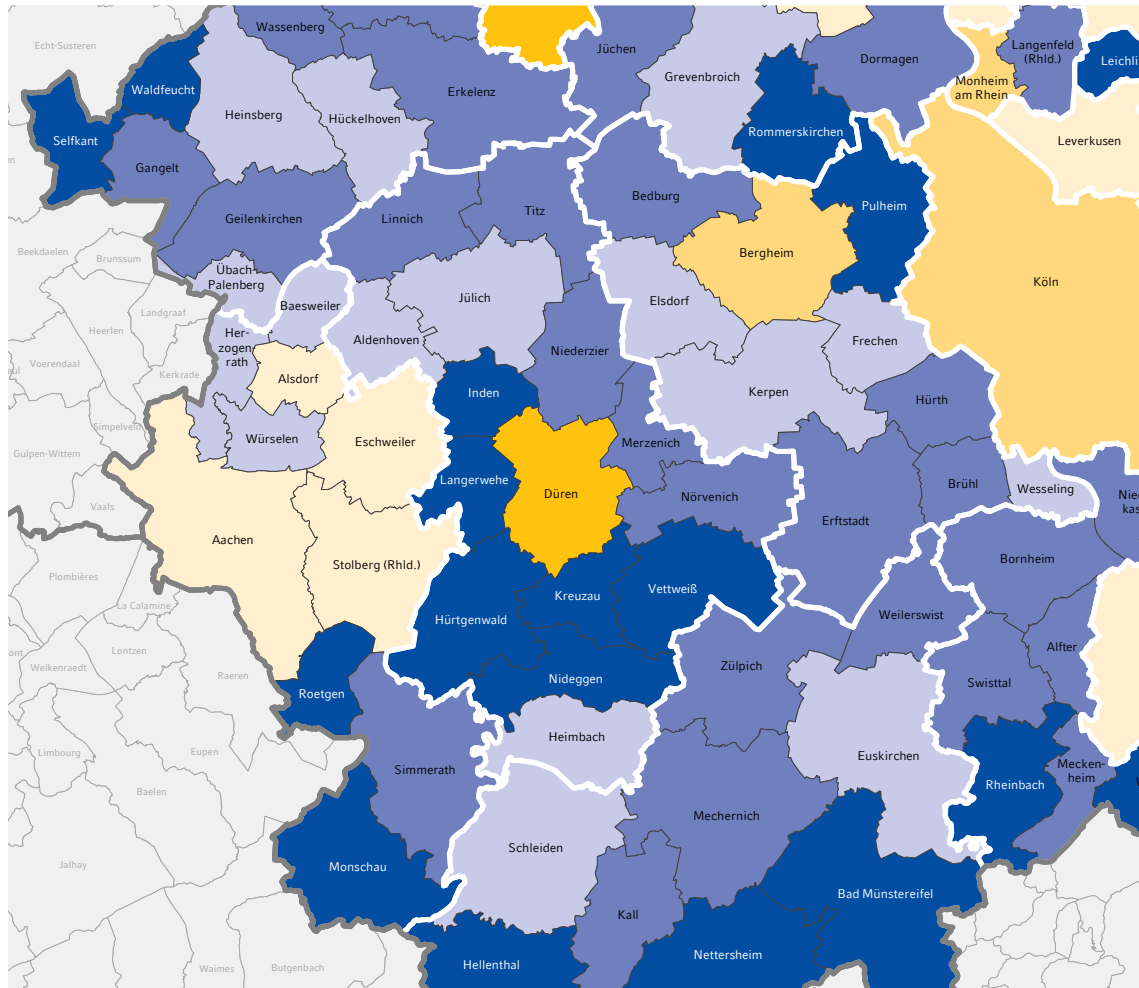 Wassenberg
Echt-Susteren
Jüchen
Dormagen
Langenfeld
(Rhld.)
Leichli
Grevenbroich
Waldfeucht
Erkelenz
Monheim
am Rhein
Heinsberg
Hückelhoven
Rommerskirchen
Selfkant
Leverkusen
Gangelt
Bedburg
Pulheim
Geilenkirchen
Linnich
Titz
Beekdaelen
Brunssum
Bergheim
Übach-
Palenberg
Köln
Baesweiler
Jülich
Elsdorf
Landgraaf
Heerlen
Her-
zogen-
rath
Aldenhoven
Frechen
Niederzier
Voerendaal
Kerkrade
Alsdorf
Inden
Kerpen
Hürth
Simpelveld
Würselen
Eschweiler
Merzenich
Gulpen-Wittem
Langerwehe
Düren
Nörvenich
Brühl
Wesseling
Nied
kas
Vaals
Aachen
Erftstadt
Stolberg (Rhld.)
Bornheim
Plombières
Kreuzau
Vettweiß
La Calamine
Hürtgenwald
Weilerswist
Lontzen
Alfter
Welkenraedt
Zülpich
Raeren
Nideggen
Swisttal
Roetgen
Heimbach
Limbourg
Eupen
Euskirchen
Simmerath
Mecken-
heim
Rheinbach
Baelen
Mechernich
Schleiden
Jalhay
Monschau
Bad Münstereifel
Kall
Nettersheim
Hellenthal
Waimes
Butgenbach